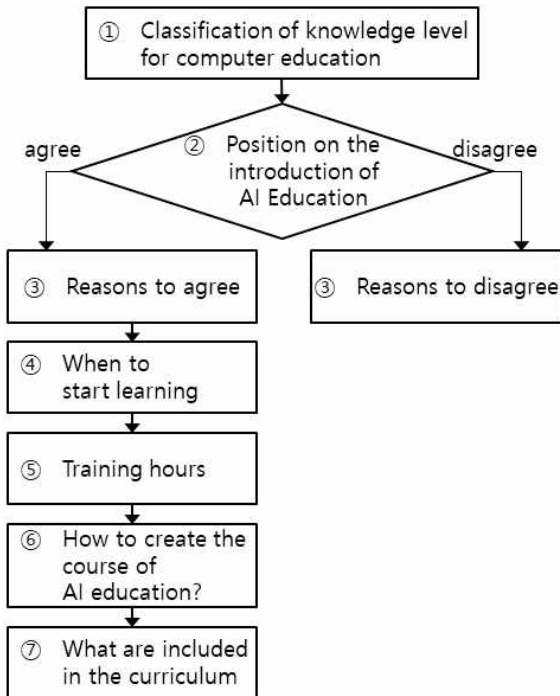 ① Classification of knowledge level
for computer education
agree
② Position on the
introduction of
AI Education
disagree
③ Reasons to agree
③ Reasons to disagree
④ When to
start learning
⑤ Training hours
⑥ How to create the
course of
AI education?
⑦ What are included
in the curriculum